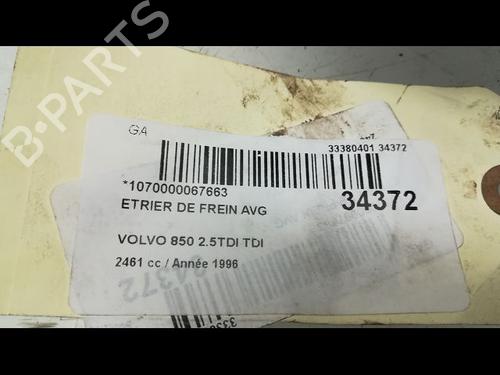 B-PARTS
GA
33380401 34372
*1070000067663
ETRIER DE FREIN AVG
34372
VOLVO 850 2.5TDI TDI
2461 cc / Année 1996
34372